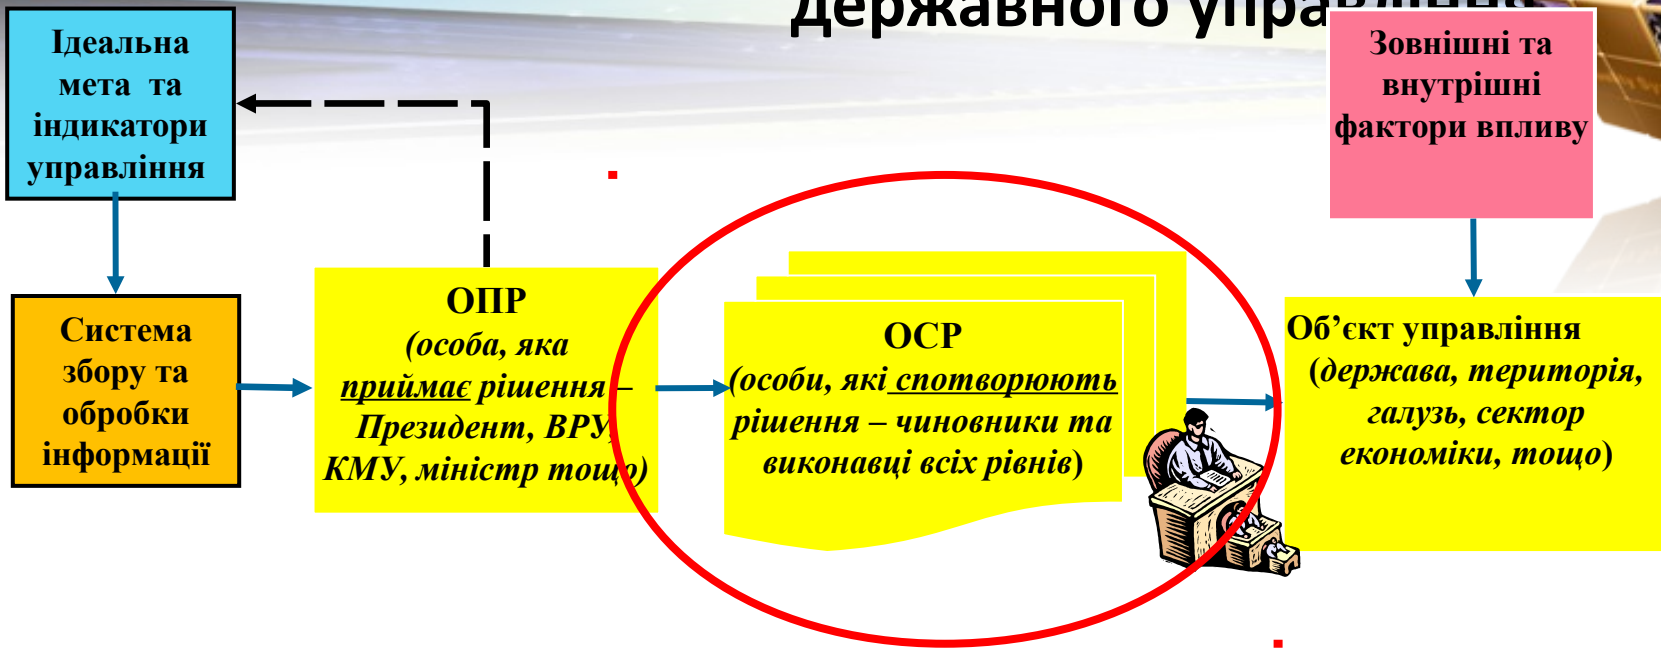 державного управління
Ідеальна
мета та
індикатори
управління
Зовнішні та
внутрішні
фактори впливу
Система
збору та
обробки
інформації
ОПР
(особа, яка
приймає рішення –
Президент, ВРУ,
КМУ, міністр тощо)
ОСР
(особи, які спотворюють
рішення – чиновники та
виконавці всіх рівнів)
Об’єкт управління
(держава, територія,
галузь, сектор
економіки, тощо)